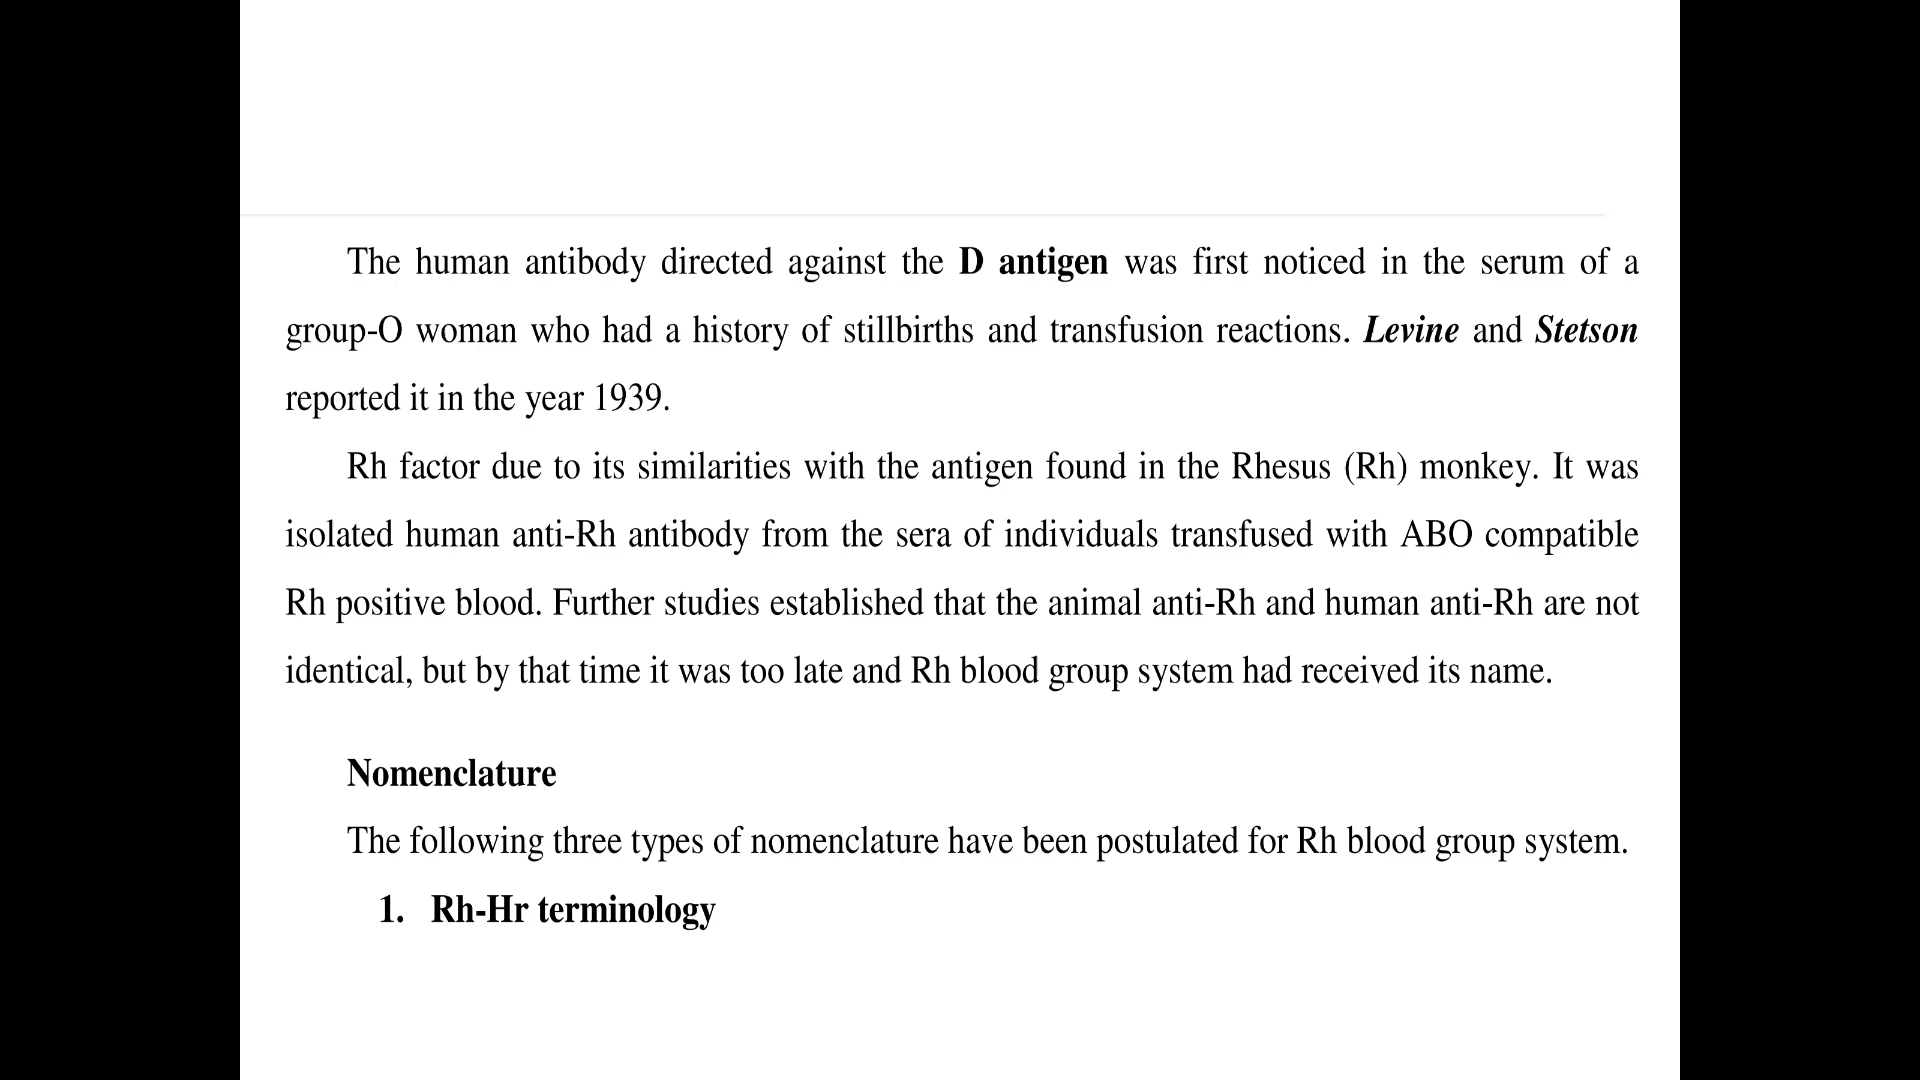 The human antibody directed against the D antigen was first noticed in the serum of a
group-O woman who had a history of stillbirths and transfusion reactions. Levine and Stetson
reported it in the year 1939.
Rh factor due to its similarities with the antigen found in the Rhesus (Rh) monkey. It was
isolated human anti-Rh antibody from the sera of individuals transfused with ABO compatible
Rh positive blood. Further studies established that the animal anti-Rh and human anti-Rh are not
identical, but by that time it was too late and Rh blood group system had received its name.
Nomenclature
The following three types of nomenclature have been postulated for Rh blood group system.
1. Rh-Hr terminology